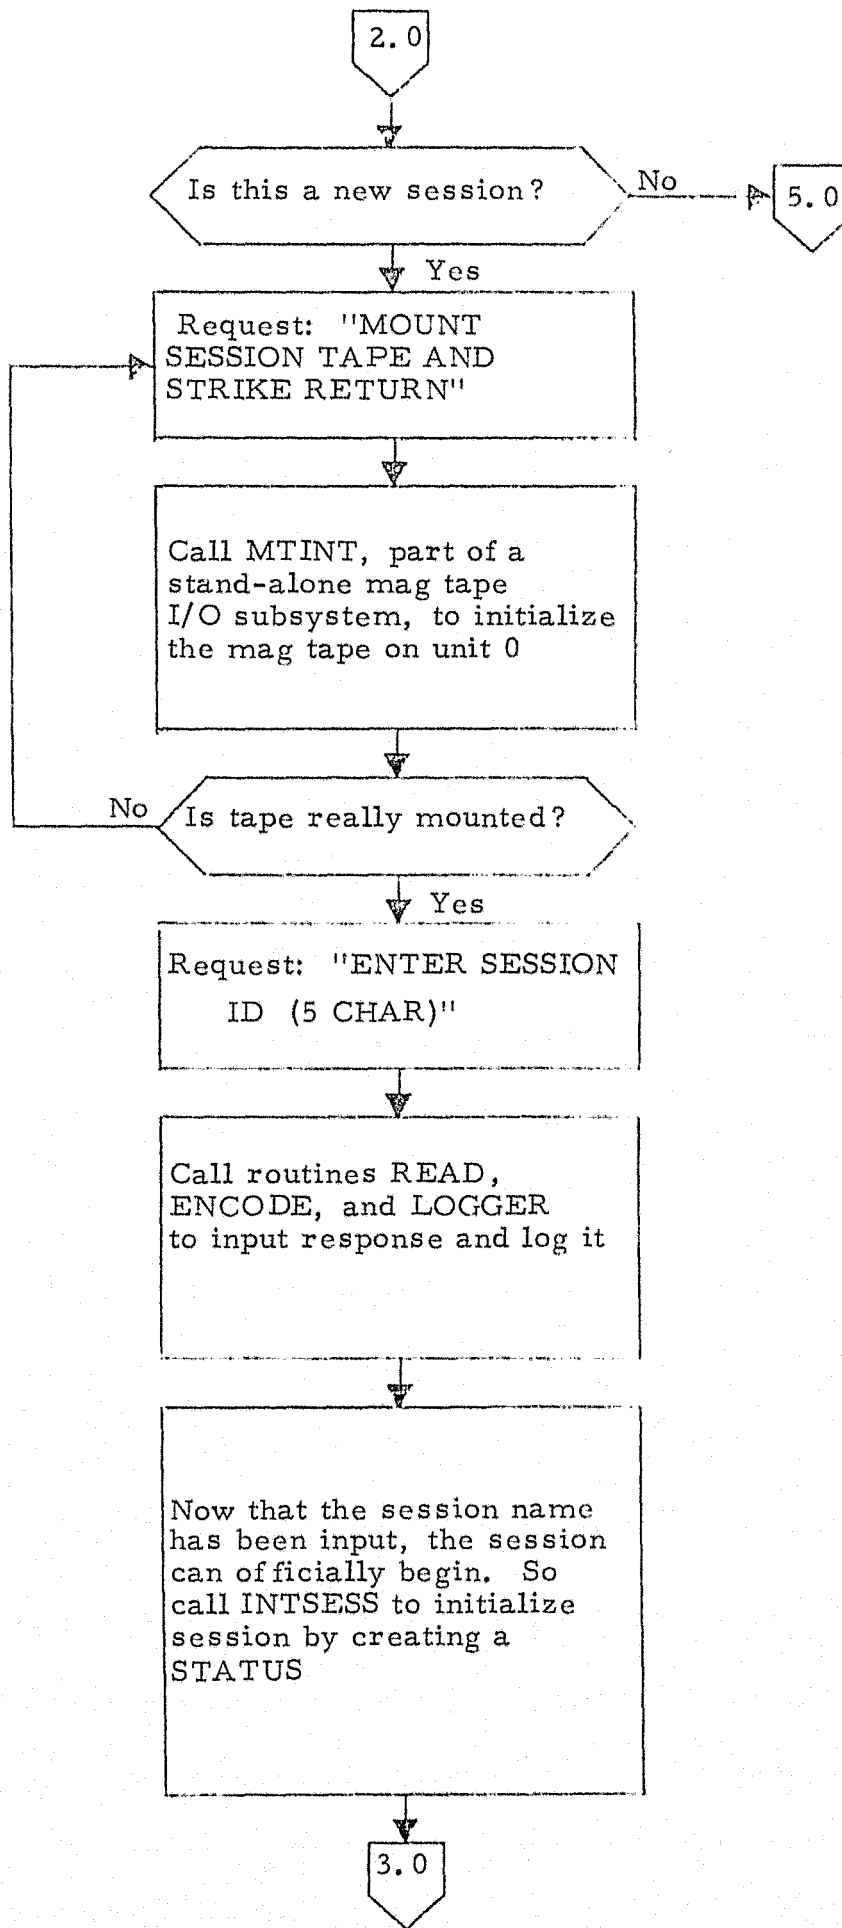 2.0
Is this a new session?
No
5.0
Yes
Request: "MOUNT
SESSION TAPE AND
STRIKE RETURN"
Call MTINT, part of a
stand-alone mag tape
I/O subsystem, to initialize
the mag tape on unit 0
No
Is tape really mounted?
Yes
Request: "ENTER SESSION
ID (5 CHAR)"
Call routines READ,
ENCODE, and LOGGER
to input response and log it
Now that the session name
has been input, the session
can officially begin. So
call INTSESS to initialize
session by creating a
STATUS
3.0